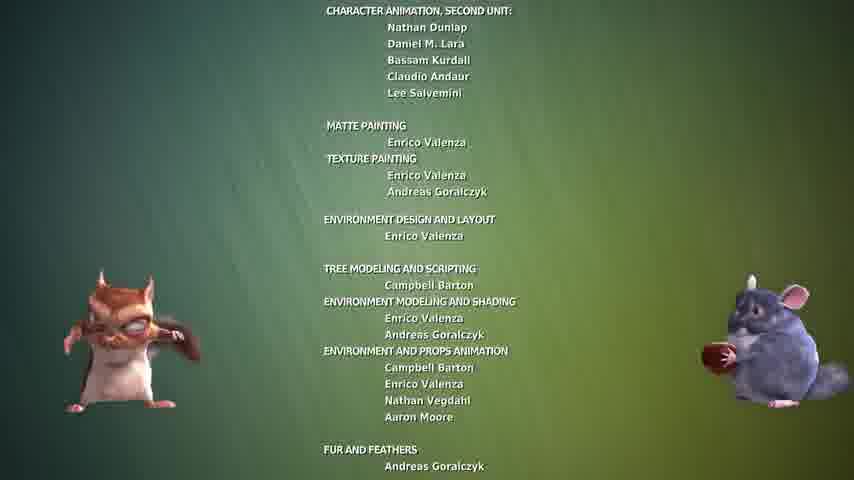 CHARACTER ANIMATION, SECOND UNIT:
Nathan Dunlap
Daniel M. Lara
Bassam Kurdali
Claudio Andaur
Lee Salvemini
MATTE PAINTING
Enrico Valenza
TEXTURE PAINTING
Enrico Valenza
Andreas Goralczyk
ENVIRONMENT DESIGN AND LAYOUT
Enrico Valenza
TREE MODELING AND SCRIPTING
Campbell Barton
ENVIRONMENT MODELING AND SHADING
Enrico Valenza
Andreas Goralczyk
ENVIRONMENT AND PROPS ANIMATION
Campbell Barton
Enrico Valenza
Nathan Vegdahl
Aaron Moore
FUR AND FEATHERS
Andreas Goralczyk